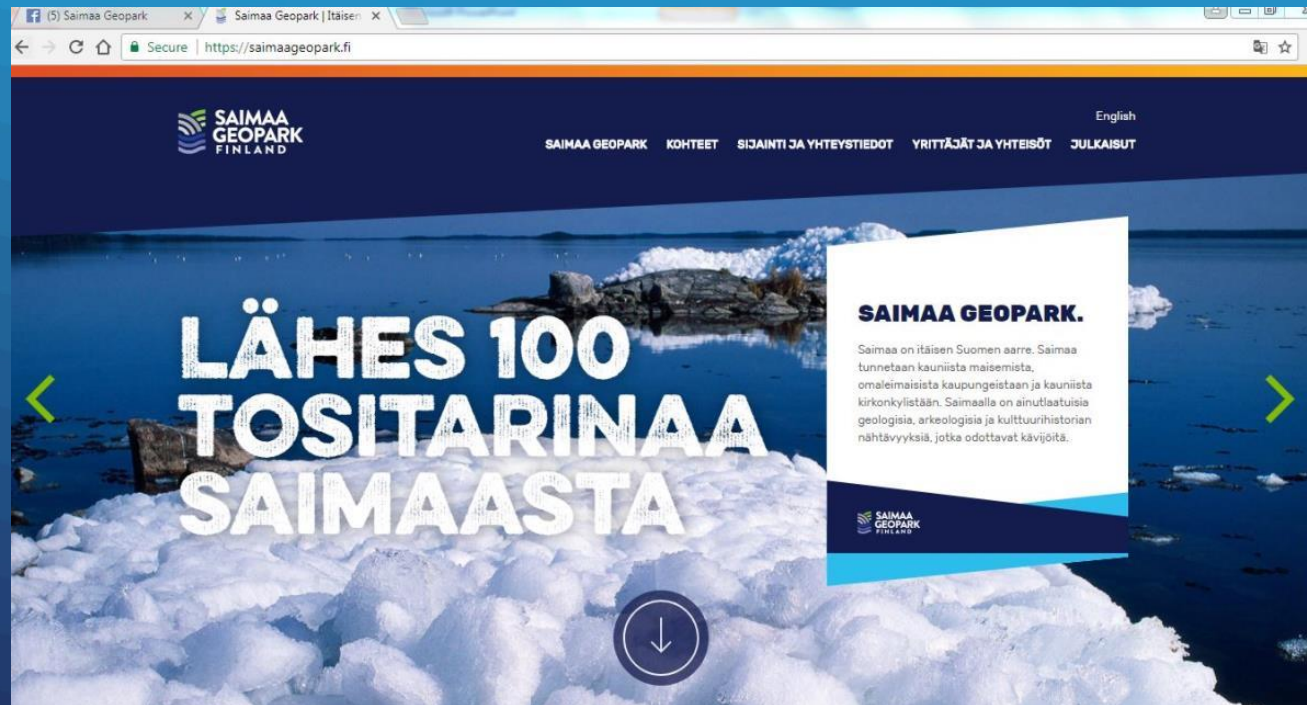 (5) Saimaa Geopark
Saimaa Geopark | Itäisen
Secure | https://saimaageopark.fi
SAIMAA
GEOPARK
FINLAND
English
SAIMAA GEOPARK KOHTEET SIJAINTI JA YHTEYSTIEDOT YRITTÄJÄT JA YHTEISÖT JULKAISUT
LÄHES 100
TOSITARINAA
SAIMAASTA
SAIMAA GEOPARK.
Saimaa on itäisen Suomen aarre. Saimaa
tunnetaan kauniista maisemista,
omaleimaisista kaupungeistaan ja kauniista
kirkonkylistään. Saimaalla on ainutlaatuisia
geologisia, arkeologisia ja kulttuurihistorian
nähtävyyksiä, jotka odottavat kävijöitä.
SAIMAA
GEOPARK
FINLAND